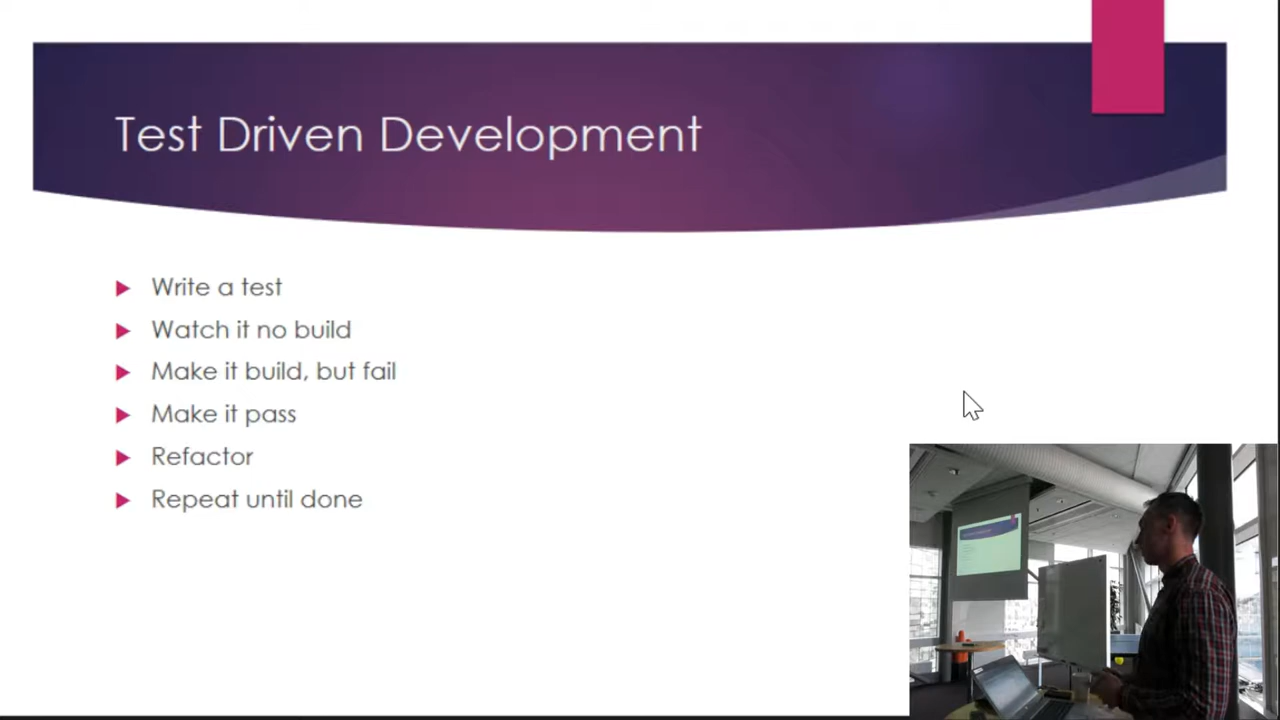 Test Driven Development
Write a test
Watch it no build
Make it build, but fail
Make it pass
Refactor
Repeat until done